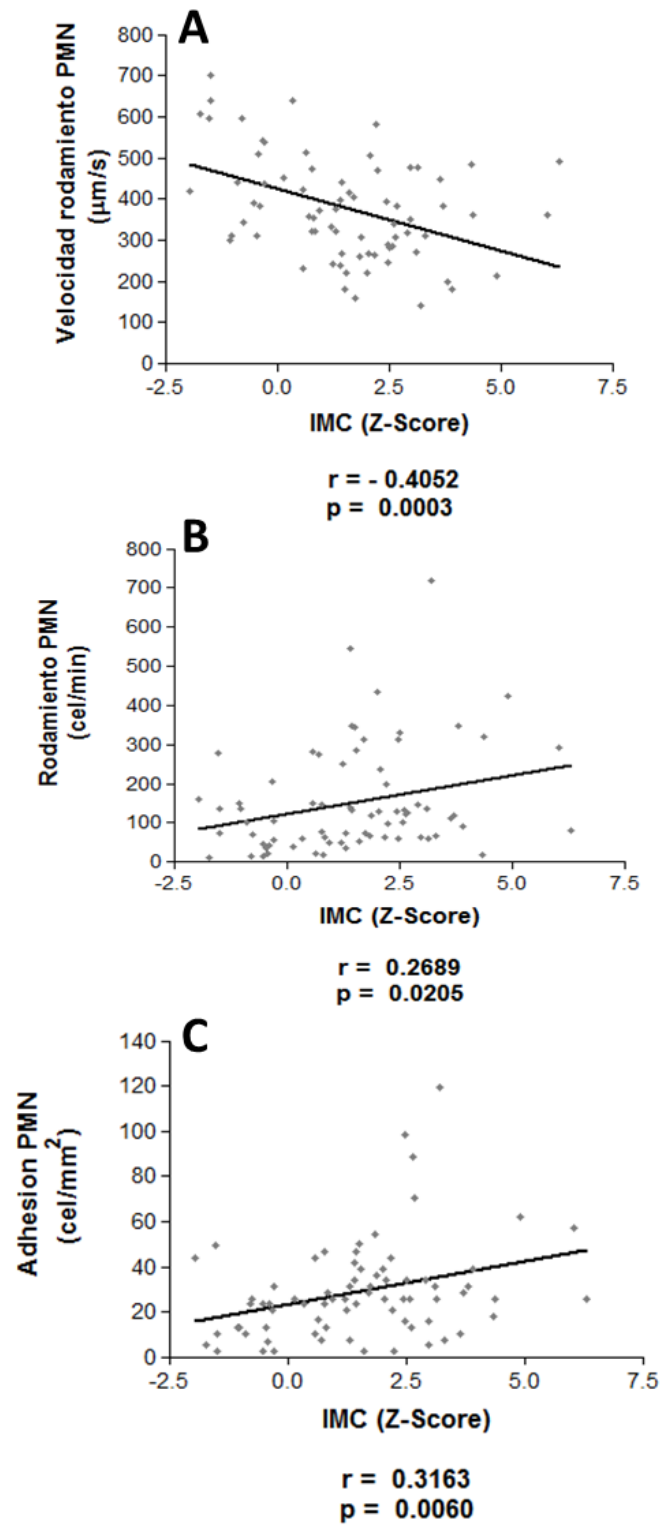 A
800
700
600
500
400
300
200
100
0
Velocidad rodamiento PMN
(µm/s)
-2.5
0.0
2.5
5.0
7.5
IMC (Z-Score)
r = - 0.4052
p = 0.0003
B
800
700
600
500
400
300
200
100
0
Rodamiento PMN
(cel/min)
-2.5
0.0
2.5
5.0
7.5
IMC (Z-Score)
r = 0.2689
p = 0.0205
C
140
120
100
80
60
40
20
0
Adhesion PMN
(cel/mm²)
-2.5
0.0
2.5
5.0
7.5
IMC (Z-Score)
r = 0.3163
p = 0.0060